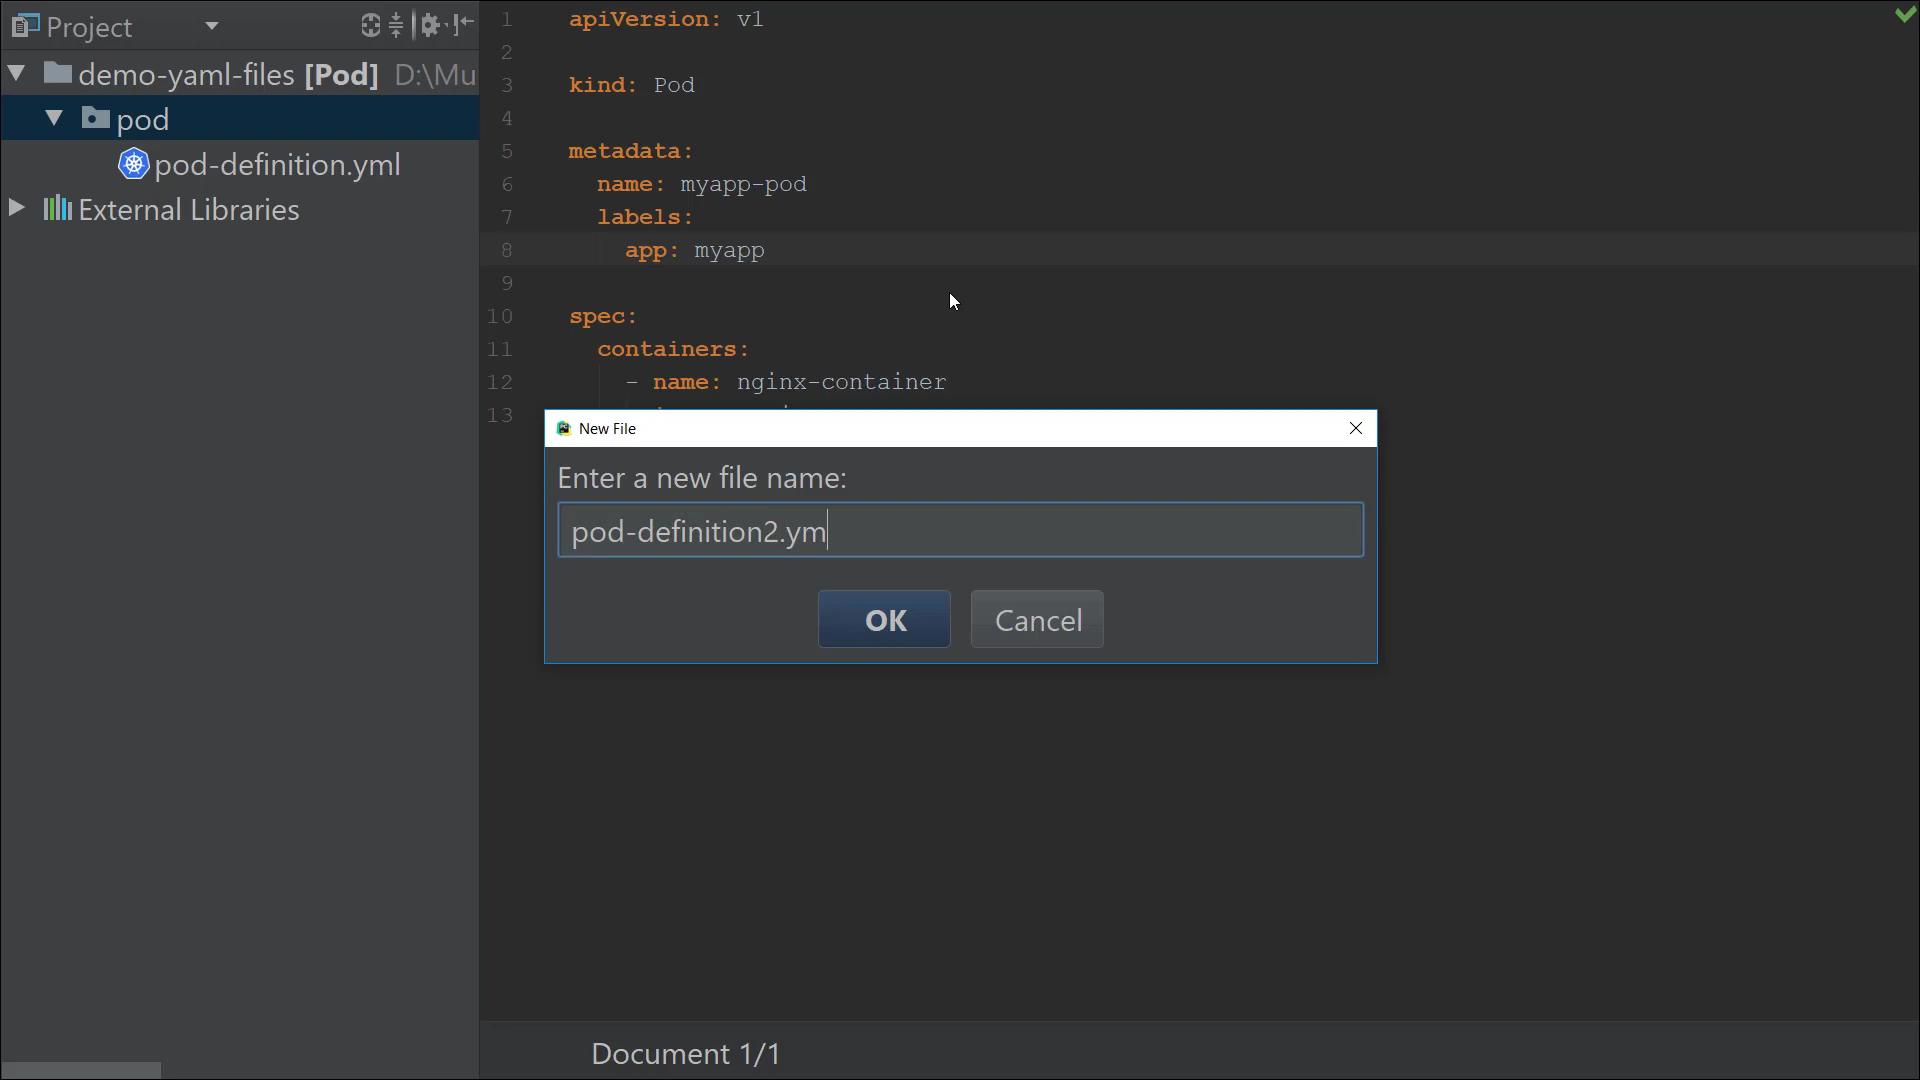 Project
demo-yaml-files [Pod] D:\Mu
pod
pod-definition.yml
External Libraries
1 apiVersion: v1
2
3 kind: Pod
4
5 metadata:
6 name: myapp-pod
7 labels:
8 app: myapp
9
10 spec:
11 containers:
12 - name: nginx-container
13
New File
Enter a new file name:
pod-definition2.ym
OK Cancel
Document 1/1